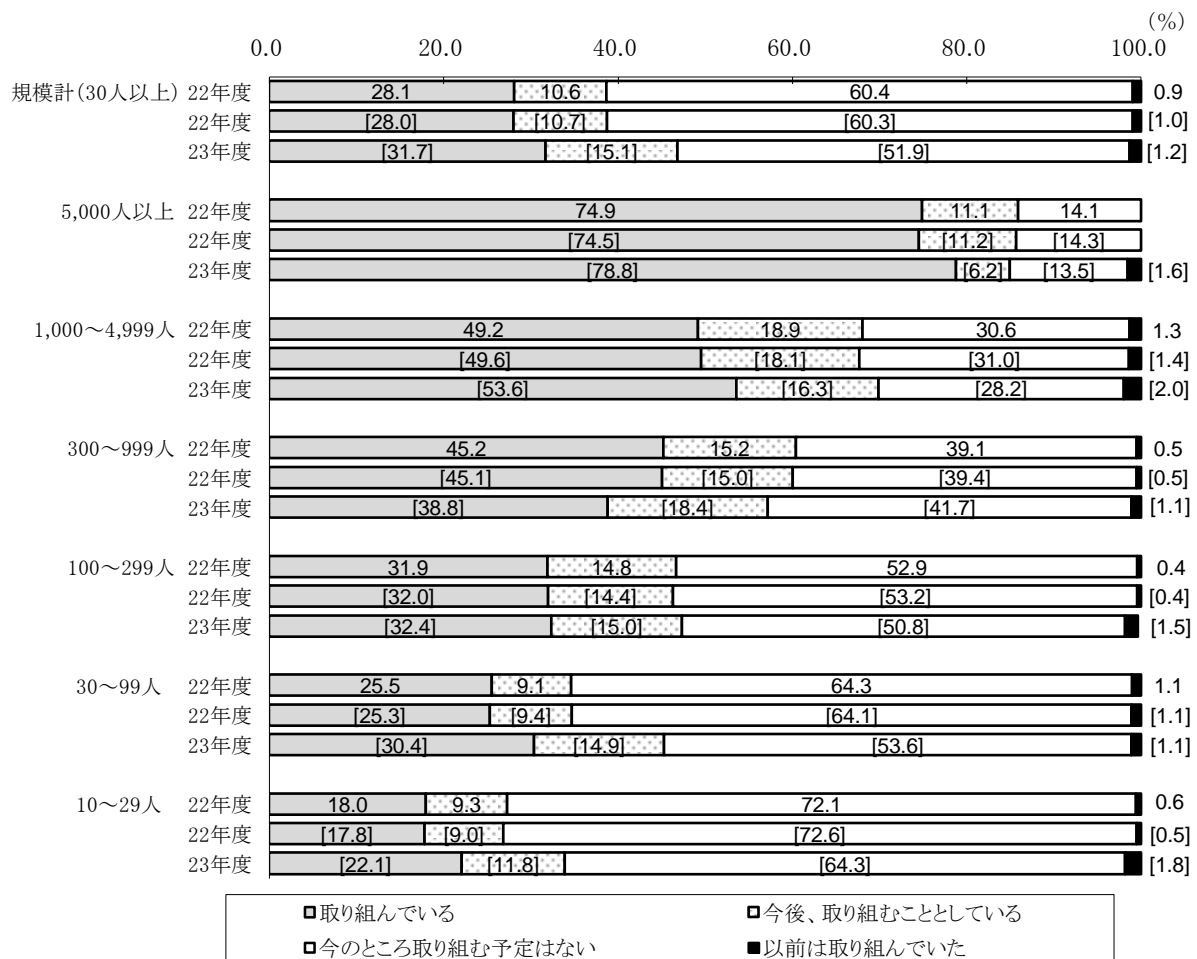 (%)
0.0 20.0 40.0 60.0 80.0 100.0
規模計(30人以上) 22年度 28.1 10.6 60.4 0.9
22年度 [28.0] [10.7] [60.3] [1.0]
23年度 [31.7] [15.1] [51.9] [1.2]
5,000人以上 22年度 74.9 11.1 14.1
22年度 [74.5] [11.2] [14.3]
23年度 [78.8] [6.2] [13.5] [1.6]
1,000～4,999人 22年度 49.2 18.9 30.6 1.3
22年度 [49.6] [18.1] [31.0] [1.4]
23年度 [53.6] [16.3] [28.2] [2.0]
300～999人 22年度 45.2 15.2 39.1 0.5
22年度 [45.1] [15.0] [39.4] [0.5]
23年度 [38.8] [18.4] [41.7] [1.1]
100～299人 22年度 31.9 14.8 52.9 0.4
22年度 [32.0] [14.4] [53.2] [0.4]
23年度 [32.4] [15.0] [50.8] [1.5]
30～99人 22年度 25.5 9.1 64.3 1.1
22年度 [25.3] [9.4] [64.1] [1.1]
23年度 [30.4] [14.9] [53.6] [1.1]
10～29人 22年度 18.0 9.3 72.1 0.6
22年度 [17.8] [9.0] [72.6] [0.5]
23年度 [22.1] [11.8] [64.3] [1.8]
取り組んでいる 今後、取り組むこととしている
今のところ取り組む予定はない 以前は取り組んでいた